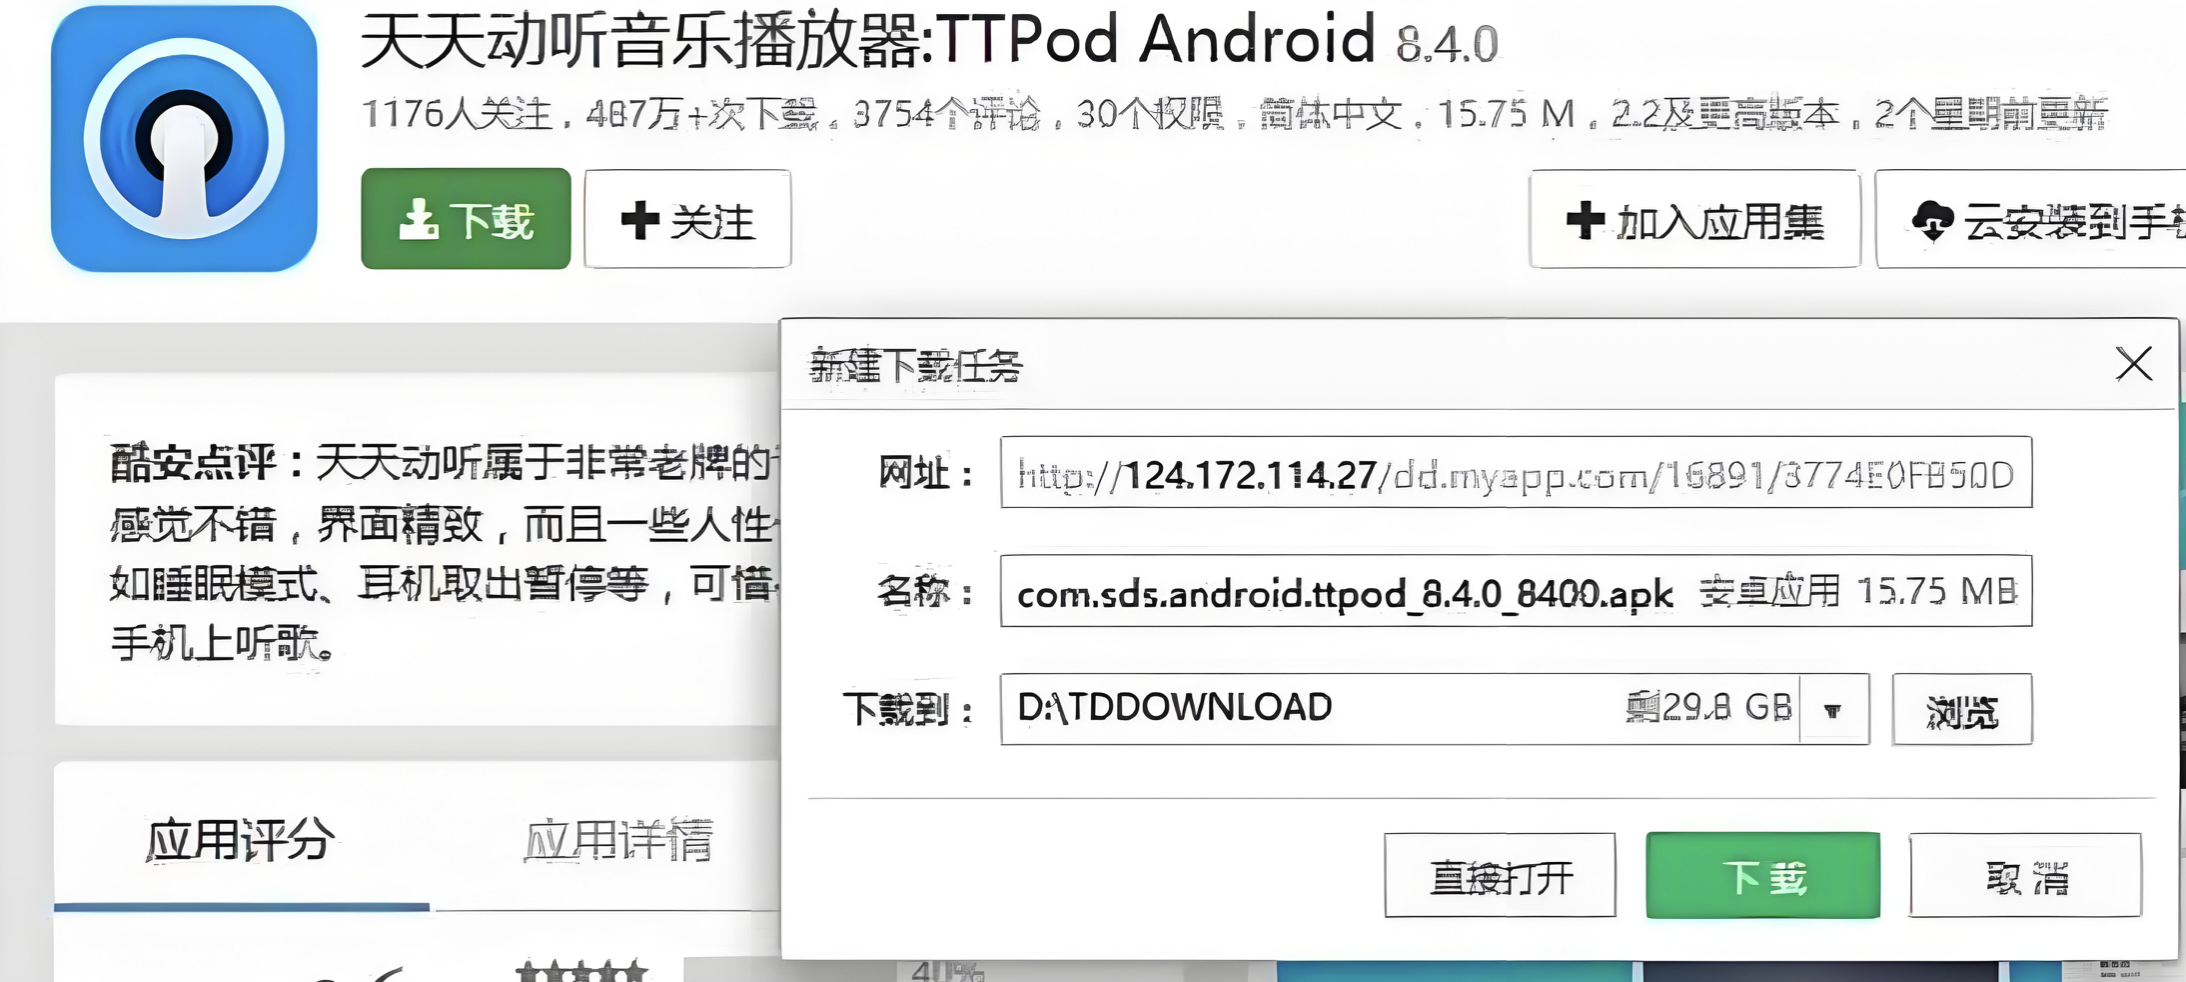 天天动听音乐播放器:TTPod Android 8.4.0
1176人关注，487万+次下载，3754个评论，30个权限，简体中文，15.75 M，2.2及更高版本，2个星期前更新
下载 关注 加入应用集 云安装到手
酷安点评：天天动听属于非常老牌的
感觉不错，界面精致，而且一些人性
如睡眠模式、耳机取出暂停等，可惜
手机上听歌。
应用评分 应用详情
新建下载任务
网址： http://124.172.114.27/dd.myapp.com/16891/3774E0FB50D
名称： com.sds.android.ttpod_8.4.0_8400.apk 安卓应用 15.75 MB
下载到： D:\TDDOWNLOAD 剩29.8 GB 浏览
直接打开 下载 取消